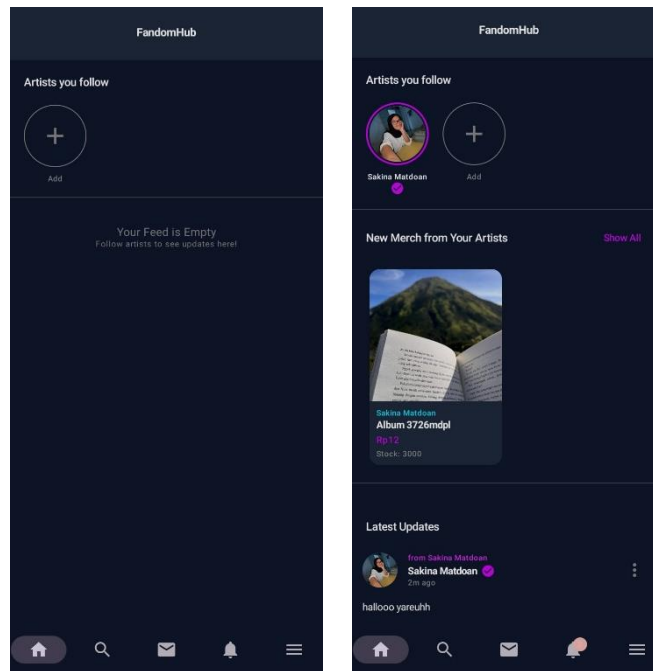 FandomHub
Artists you follow
Add
Your Feed is Empty
Follow artists to see updates here!
FandomHub
Artists you follow
Sakina Matdoan
Add
New Merch from Your Artists
Show All
Sakina Matdoan
Album 3726mdpl
Rp12
Stock: 3000
Latest Updates
from Sakina Matdoan
Sakina Matdoan
2m ago
hallooo yareuhh